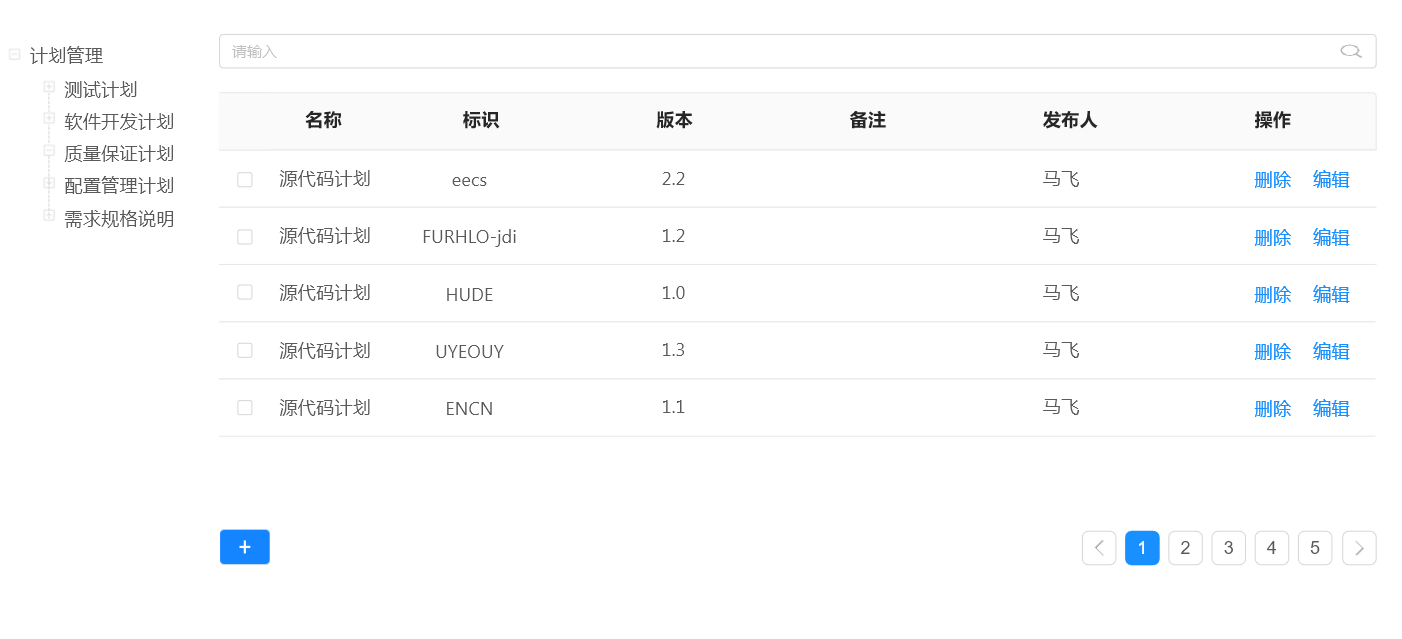 计划管理
测试计划
软件开发计划
质量保证计划
配置管理计划
需求规格说明
请输入
名称 标识 版本 备注 发布人 操作
源代码计划 eecs 2.2 马飞 删除 编辑
源代码计划 FURHLO-jdi 1.2 马飞 删除 编辑
源代码计划 HUDE 1.0 马飞 删除 编辑
源代码计划 UYEOUY 1.3 马飞 删除 编辑
源代码计划 ENCN 1.1 马飞 删除 编辑
+ 1 2 3 4 5